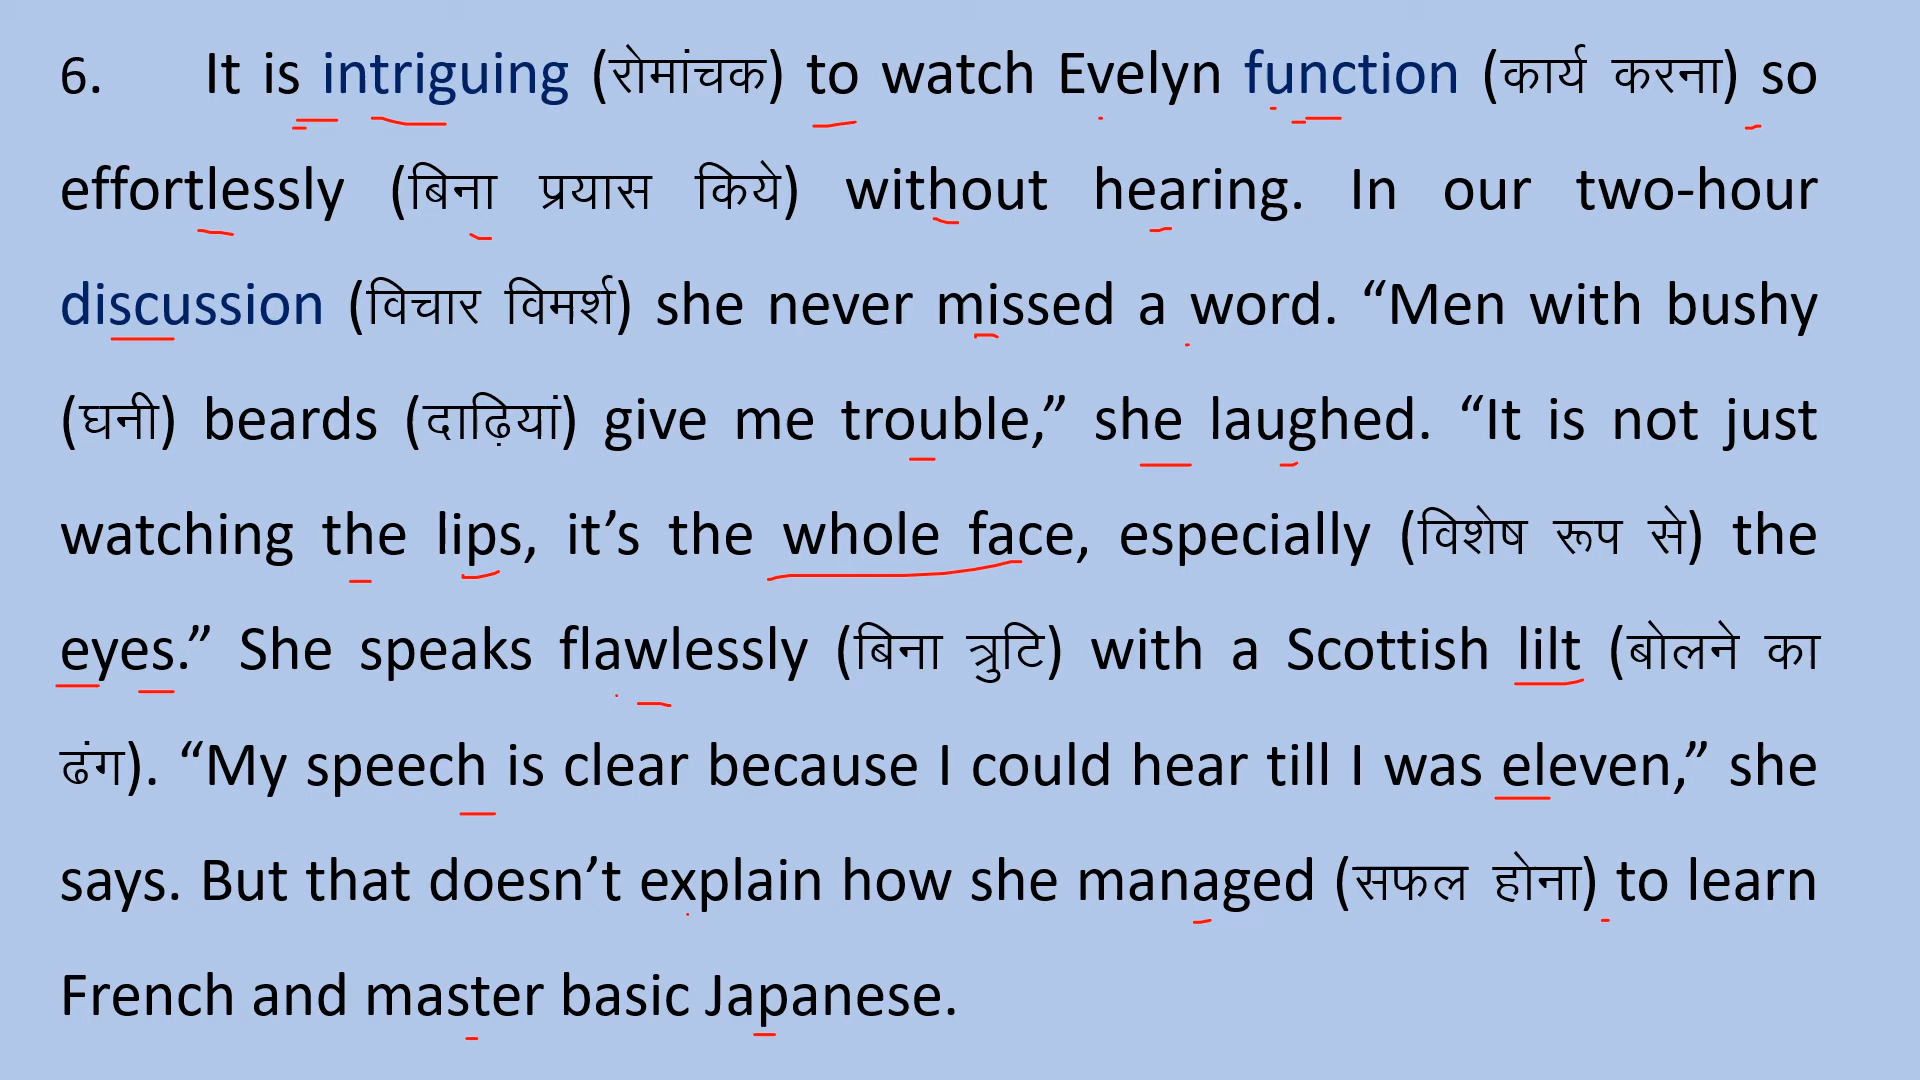 6. It is intriguing (रोमांचक) to watch Evelyn function (कार्य करना) so
effortlessly (बिना प्रयास किये) without hearing. In our two-hour
discussion (विचार विमर्श) she never missed a word. “Men with bushy
(घनी) beards (दाढ़ियां) give me trouble,” she laughed. “It is not just
watching the lips, it’s the whole face, especially (विशेष रूप से) the
eyes.” She speaks flawlessly (बिना त्रुटि) with a Scottish lilt (बोलने का
ढंग). “My speech is clear because I could hear till I was eleven,” she
says. But that doesn’t explain how she managed (सफल होना) to learn
French and master basic Japanese.